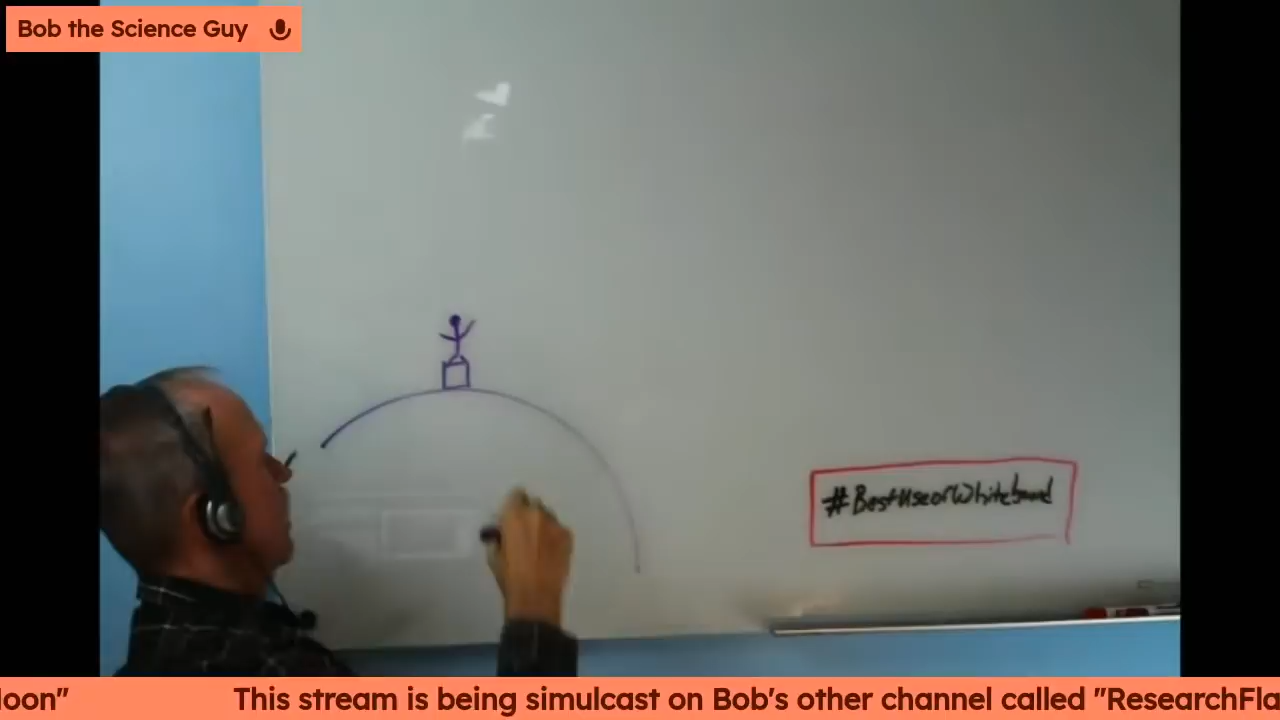 Bob the Science Guy
#BestUseofWhiteboard
loon" This stream is being simulcast on Bob's other channel called "ResearchFla